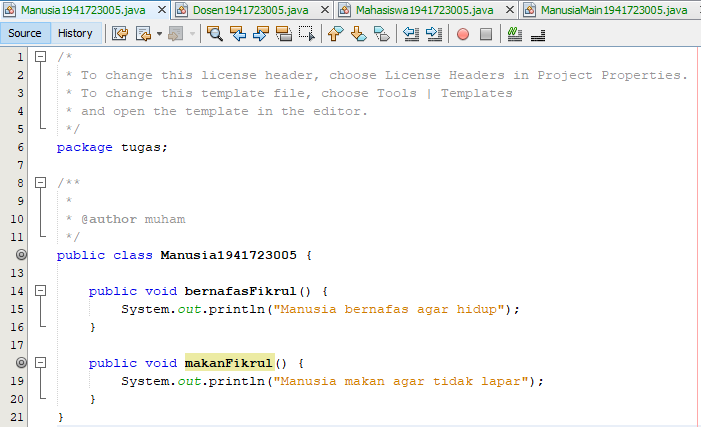 Manusia1941723005.java Dosen1941723005.java Mahasiswa1941723005.java ManusiaMain1941723005.java
Source History
1 /*
2  * To change this license header, choose License Headers in Project Properties.
3  * To change this template file, choose Tools | Templates
4  * and open the template in the editor.
5  */
6 package tugas;
7
8 /**
9  *
10  * @author muham
11  */
public class Manusia1941723005 {
13
14     public void bernafasFikrul() {
15         System.out.println("Manusia bernafas agar hidup");
16     }
17
    public void makanFikrul() {
19         System.out.println("Manusia makan agar tidak lapar");
20     }
21 }